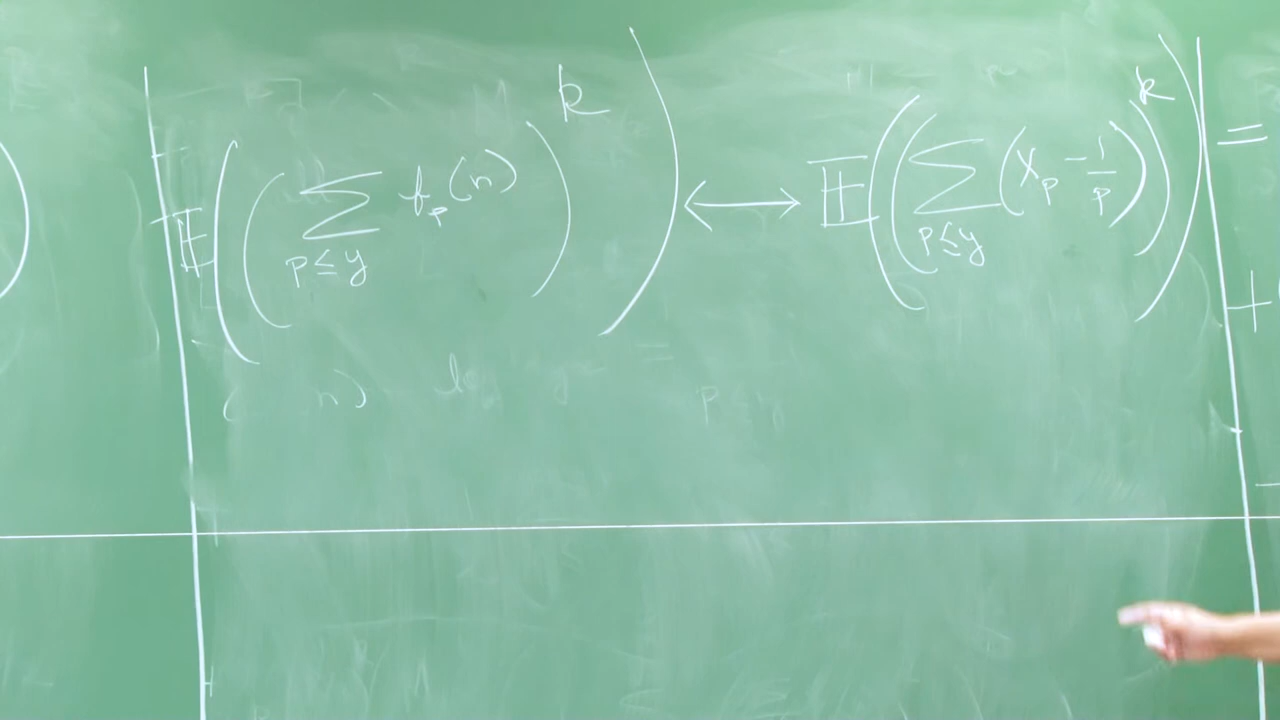 𝔼((∑_{p≤y} f_p(n))^k) ↔ 𝔼((∑_{p≤y} (X_p - 1/p))^k) =
+